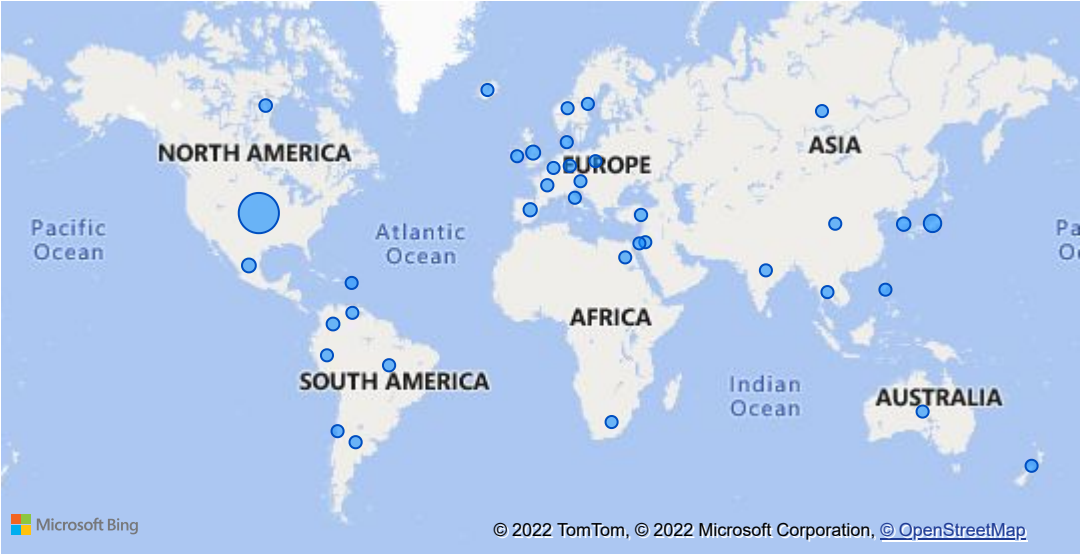 NORTH AMERICA
ASIA
EUROPE
Pacific
Ocean
Atlantic
Ocean
Pa
AFRICA
SOUTH AMERICA
Indian
Ocean
AUSTRALIA
Microsoft Bing
© 2022 TomTom, © 2022 Microsoft Corporation, © OpenStreetMap